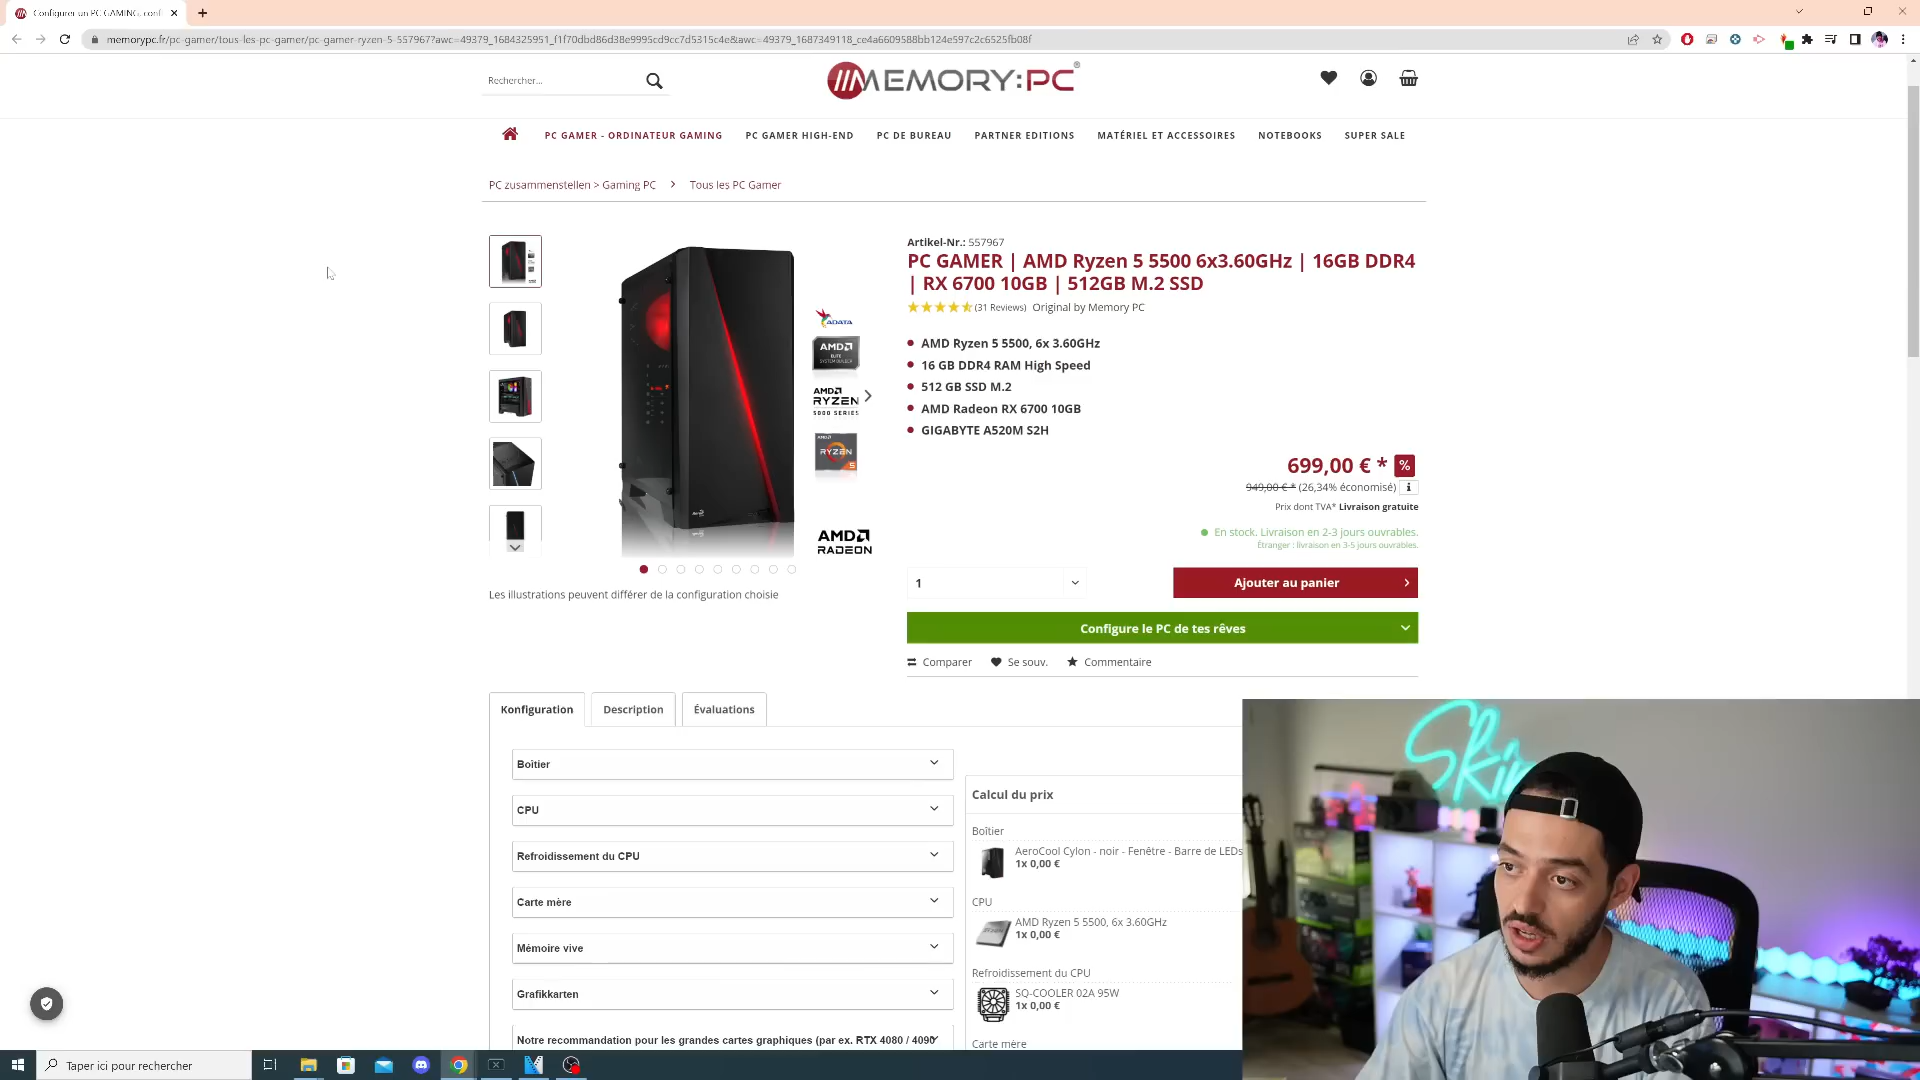 Configurer un PC GAMING, conf
memorypc.fr/pc-gamer/tous-les-pc-gamer/pc-gamer-ryzen-5-557967?awc=49379_1684325951_f1f70dbd86d38e9995cd9cc7d5315c4e&awc=49379_1687349118_ce4a6609588bb124e597c2c6525fb08f
Rechercher...
MEMORY:PC®
PC GAMER - ORDINATEUR GAMING
PC GAMER HIGH-END
PC DE BUREAU
PARTNER EDITIONS
MATÉRIEL ET ACCESSOIRES
NOTEBOOKS
SUPER SALE
PC zusammenstellen > Gaming PC
Tous les PC Gamer
ADATA
AMD
ELITE
SYSTEM BUILDER
AMD
RYZEN
5000 SERIES
AMD
RYZEN
5
AMD
RADEON
Les illustrations peuvent différer de la configuration choisie
Artikel-Nr.: 557967
PC GAMER | AMD Ryzen 5 5500 6x3.60GHz | 16GB DDR4
| RX 6700 10GB | 512GB M.2 SSD
(31 Reviews) Original by Memory PC
AMD Ryzen 5 5500, 6x 3.60GHz
16 GB DDR4 RAM High Speed
512 GB SSD M.2
AMD Radeon RX 6700 10GB
GIGABYTE A520M S2H
699,00 € * %
949,00 € * (26,34% économisé) i
Prix dont TVA* Livraison gratuite
En stock. Livraison en 2-3 jours ouvrables.
Étranger : livraison en 3-5 jours ouvrables.
1
Ajouter au panier
Configure le PC de tes rêves
Comparer
Se souv.
Commentaire
Konfiguration
Description
Évaluations
Boîtier
CPU
Refroidissement du CPU
Carte mère
Mémoire vive
Grafikkarten
Notre recommandation pour les grandes cartes graphiques (par ex. RTX 4080 / 4090
Calcul du prix
Boîtier
AeroCool Cylon - noir - Fenêtre - Barre de LEDs
1x 0,00 €
CPU
AMD Ryzen 5 5500, 6x 3.60GHz
1x 0,00 €
Refroidissement du CPU
SQ-COOLER 02A 95W
1x 0,00 €
Carte mère
Taper ici pour rechercher